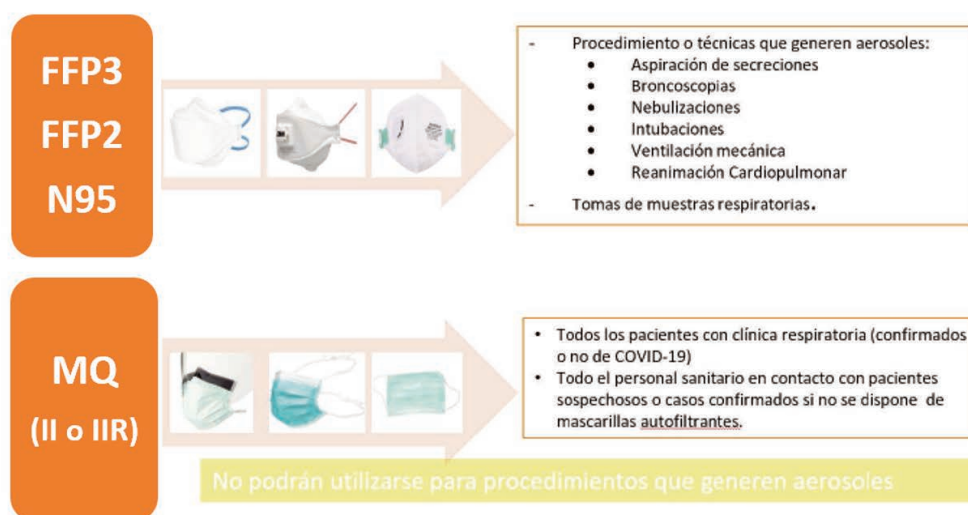 FFP3
FFP2
N95
- Procedimiento o técnicas que generen aerosoles:
• Aspiración de secreciones
• Broncoscopias
• Nebulizaciones
• Intubaciones
• Ventilación mecánica
• Reanimación Cardiopulmonar
- Tomas de muestras respiratorias.
MQ
(II o IIR)
• Todos los pacientes con clínica respiratoria (confirmados
o no de COVID-19)
• Todo el personal sanitario en contacto con pacientes
sospechosos o casos confirmados si no se dispone de
mascarillas autofiltrantes.
No podrán utilizarse para procedimientos que generen aerosoles